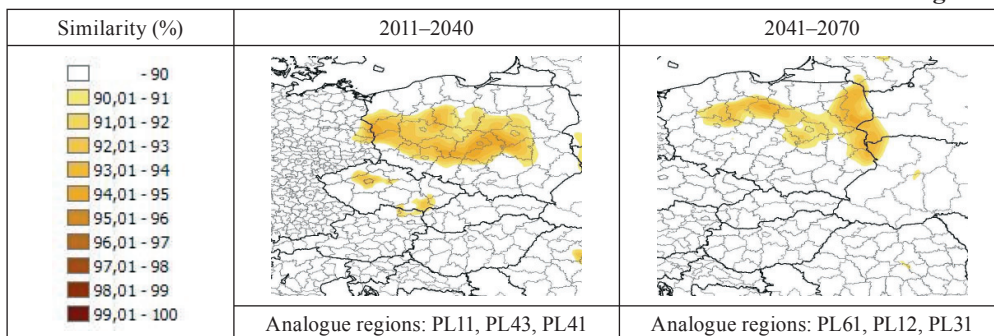 Similarity (%) 2011–2040 2041–2070
- 90
90,01 - 91
91,01 - 92
92,01 - 93
93,01 - 94
94,01 - 95
95,01 - 96
96,01 - 97
97,01 - 98
98,01 - 99
99,01 - 100
Analogue regions: PL11, PL43, PL41 Analogue regions: PL61, PL12, PL31